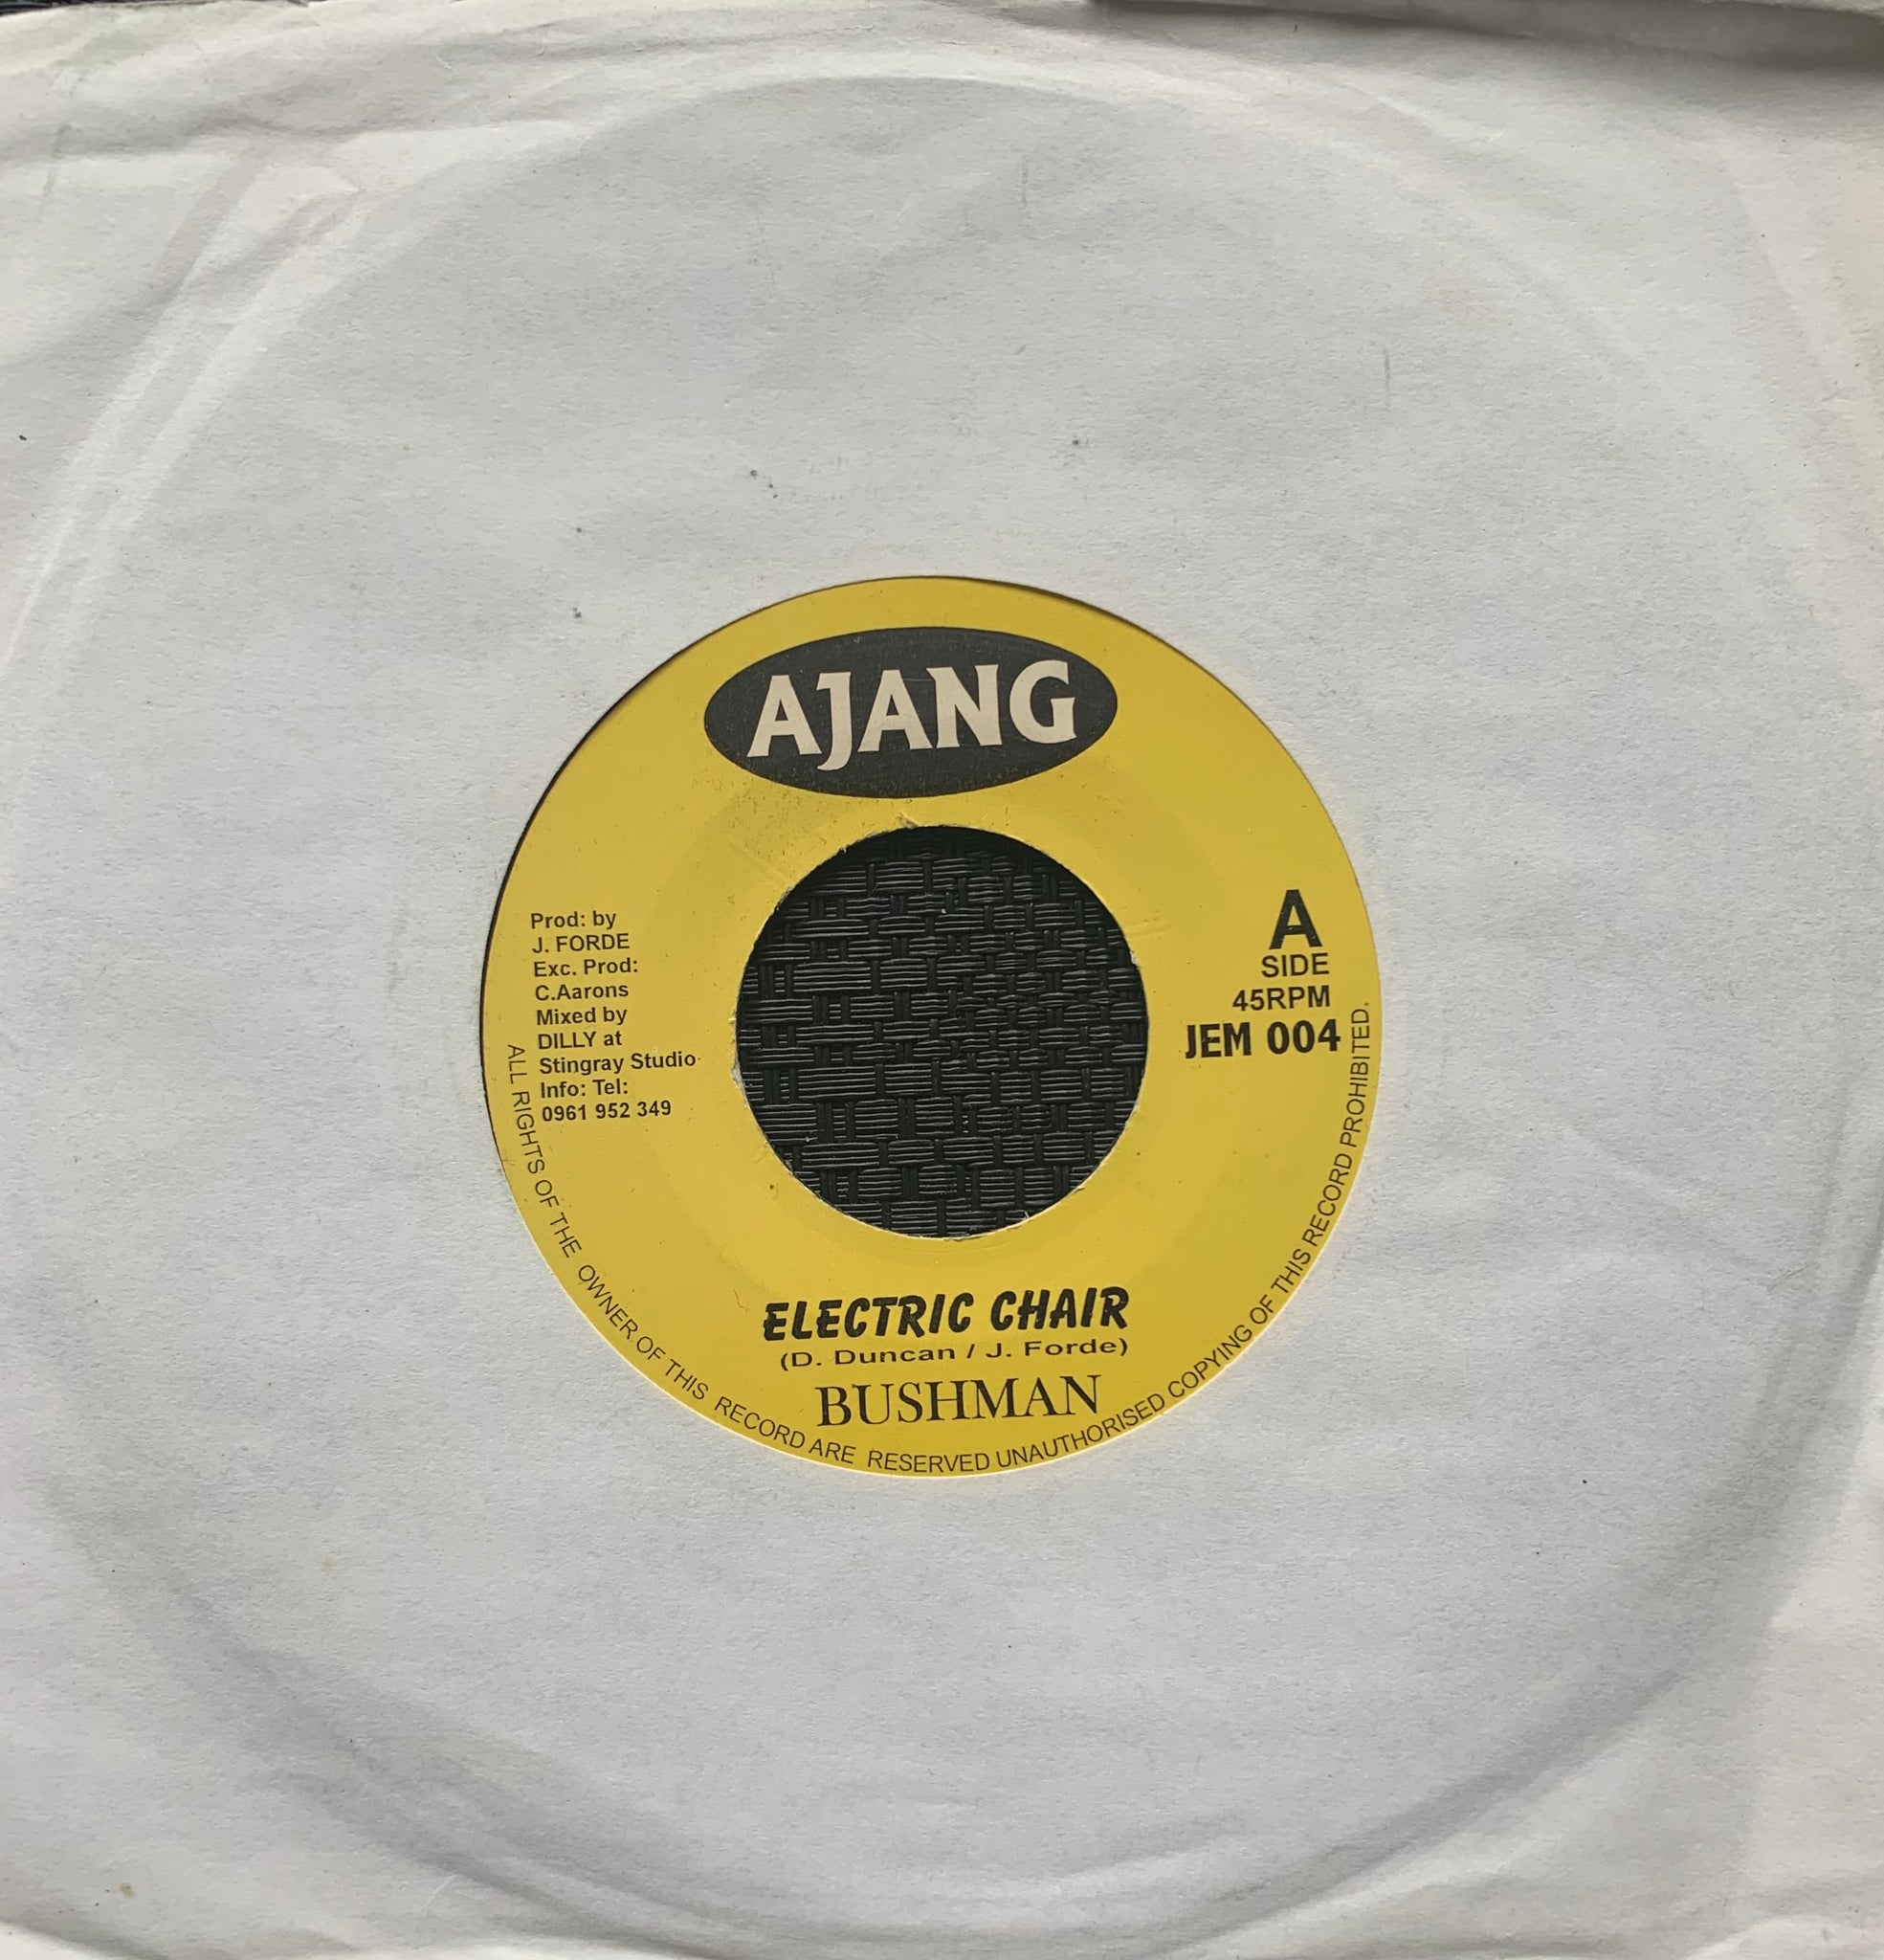 AJANG
Prod: by
J. FORDE
Exc. Prod:
C.Aarons
Mixed by
DILLY at
Stingray Studio
Info: Tel:
0961 952 349
A
SIDE
45RPM
JEM 004
ELECTRIC CHAIR
(D. Duncan / J. Forde)
BUSHMAN
ALL RIGHTS OF THE OWNER OF THIS RECORD ARE RESERVED UNAUTHORISED COPYING OF THIS RECORD PROHIBITED.